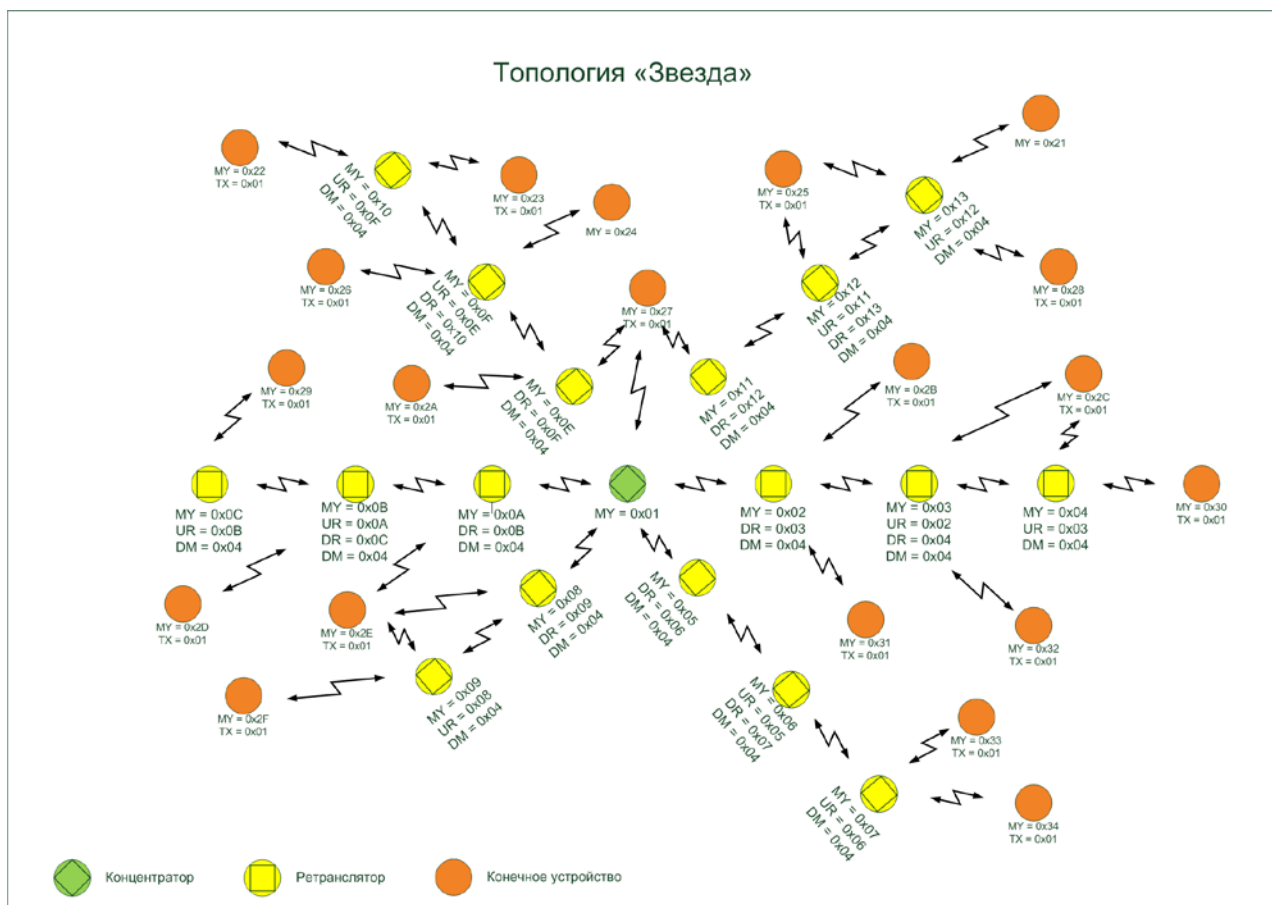 Топология «Звезда»
MY = 0x21
MY = 0x22
TX = 0x01
MY = 0x10
UR = 0x0F
DM = 0x04
MY = 0x23
TX = 0x01
MY = 0x24
MY = 0x25
TX = 0x01
MY = 0x13
UR = 0x12
DM = 0x04
MY = 0x26
TX = 0x01
MY = 0x0F
UR = 0x0E
DR = 0x10
DM = 0x04
MY = 0x27
TX = 0x01
MY = 0x12
UR = 0x11
DR = 0x13
DM = 0x04
MY = 0x28
TX = 0x01
MY = 0x29
TX = 0x01
MY = 0x2A
TX = 0x01
MY = 0x0E
DR = 0x0F
DM = 0x04
MY = 0x11
DR = 0x12
DM = 0x04
MY = 0x2B
TX = 0x01
MY = 0x2C
TX = 0x01
MY = 0x0C
UR = 0x0B
DM = 0x04
MY = 0x0B
UR = 0x0A
DR = 0x0C
DM = 0x04
MY = 0x0A
DR = 0x0B
DM = 0x04
MY = 0x01
MY = 0x02
DR = 0x03
DM = 0x04
MY = 0x03
UR = 0x02
DR = 0x04
DM = 0x04
MY = 0x04
UR = 0x03
DM = 0x04
MY = 0x30
TX = 0x01
MY = 0x2D
TX = 0x01
MY = 0x2E
TX = 0x01
MY = 0x08
DR = 0x09
DM = 0x04
MY = 0x05
DR = 0x06
DM = 0x04
MY = 0x31
TX = 0x01
MY = 0x32
TX = 0x01
MY = 0x2F
TX = 0x01
MY = 0x09
UR = 0x08
DM = 0x04
MY = 0x06
UR = 0x05
DR = 0x07
DM = 0x04
MY = 0x33
TX = 0x01
MY = 0x07
UR = 0x06
DM = 0x04
MY = 0x34
TX = 0x01
Концентратор
Ретранслятор
Конечное устройство